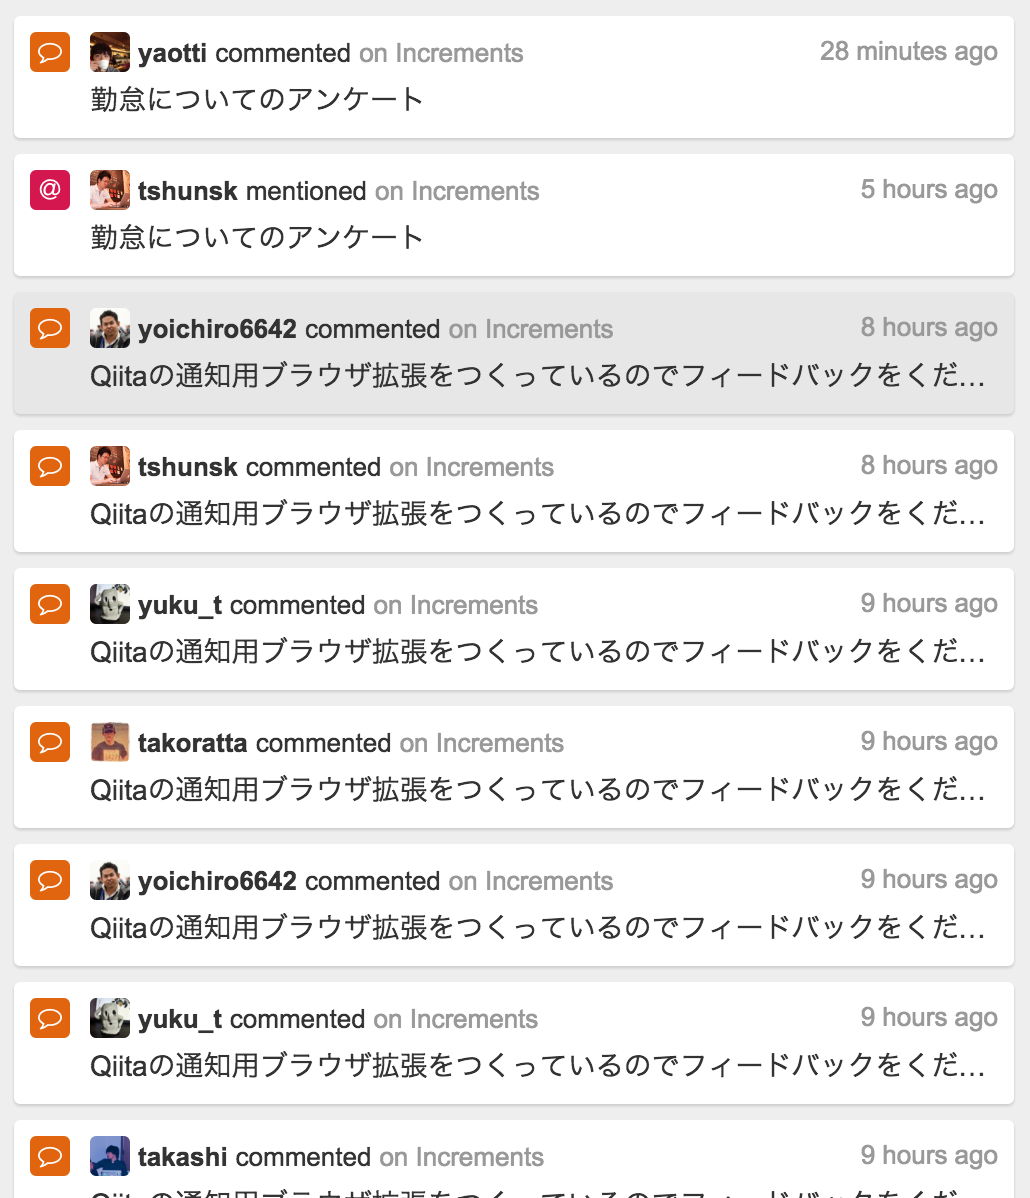 yaotti commented on Increments 28 minutes ago
勤怠についてのアンケート
@ tshunsk mentioned on Increments 5 hours ago
勤怠についてのアンケート
yoichiro6642 commented on Increments 8 hours ago
Qiitaの通知用ブラウザ拡張をつくっているのでフィードバックをくだ…
tshunsk commented on Increments 8 hours ago
Qiitaの通知用ブラウザ拡張をつくっているのでフィードバックをくだ…
yuku_t commented on Increments 9 hours ago
Qiitaの通知用ブラウザ拡張をつくっているのでフィードバックをくだ…
takoratta commented on Increments 9 hours ago
Qiitaの通知用ブラウザ拡張をつくっているのでフィードバックをくだ…
yoichiro6642 commented on Increments 9 hours ago
Qiitaの通知用ブラウザ拡張をつくっているのでフィードバックをくだ…
yuku_t commented on Increments 9 hours ago
Qiitaの通知用ブラウザ拡張をつくっているのでフィードバックをくだ…
takashi commented on Increments 9 hours ago